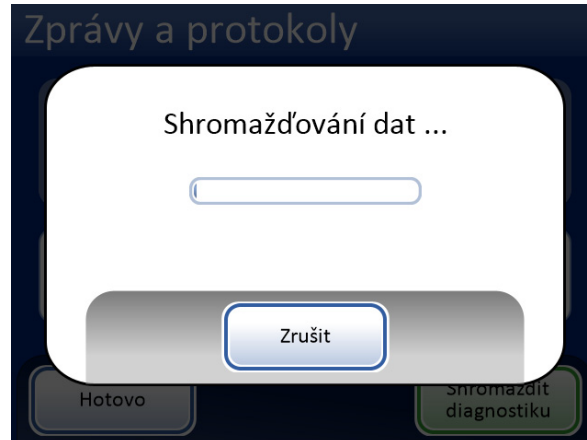 Zprávy a protokoly
Shromažďování dat ...
Zrušit
Hotovo
Shromáždit
diagnostiku